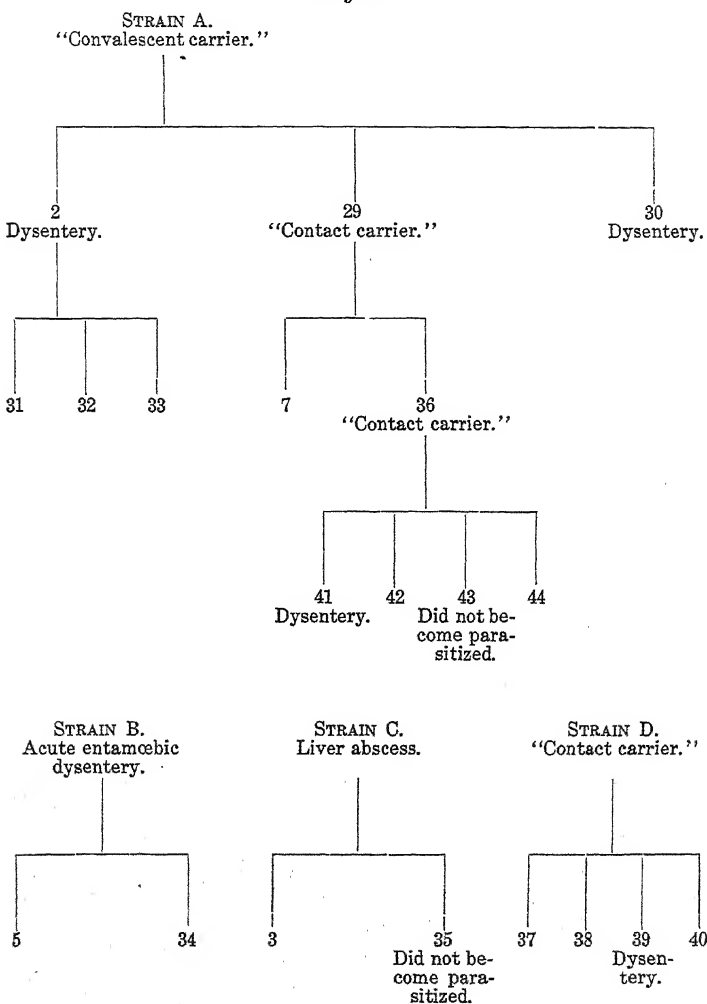 STRAIN A.
"Convalescent carrier."
2 29 30
Dysentery. "Contact carrier." Dysentery.
31 32 33 7 36
"Contact carrier."
41 42 43 44
Dysentery. Did not be-
come para-
sitized.
STRAIN B. STRAIN C. STRAIN D.
Acute entamœbic Liver abscess. "Contact carrier."
dysentery.
5 34 3 35 37 38 39 40
Did not be- Dysen-
come para- tery.
sitized.